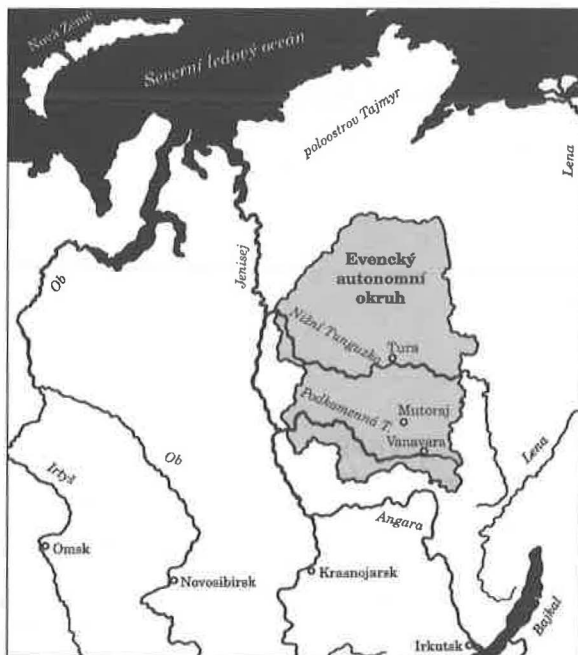 Nová Země
Severní ledový oceán
poloostrov Tajmyr
Lena
Jenisej
Ob
Evencký
autonomní
okruh
Nižní Tunguzka
Tura
Podkamenná T.
Mutoraj
Vanavara
Lena
Irtyš
Ob
Angara
Omsk
Novosibirsk
Krasnojarsk
Bajkal
Irkutsk